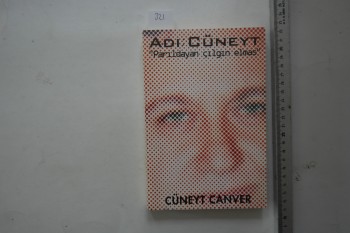 ADI CÜNEYT
"Parıldayan çılgın elmas"
CÜNEYT CANVER